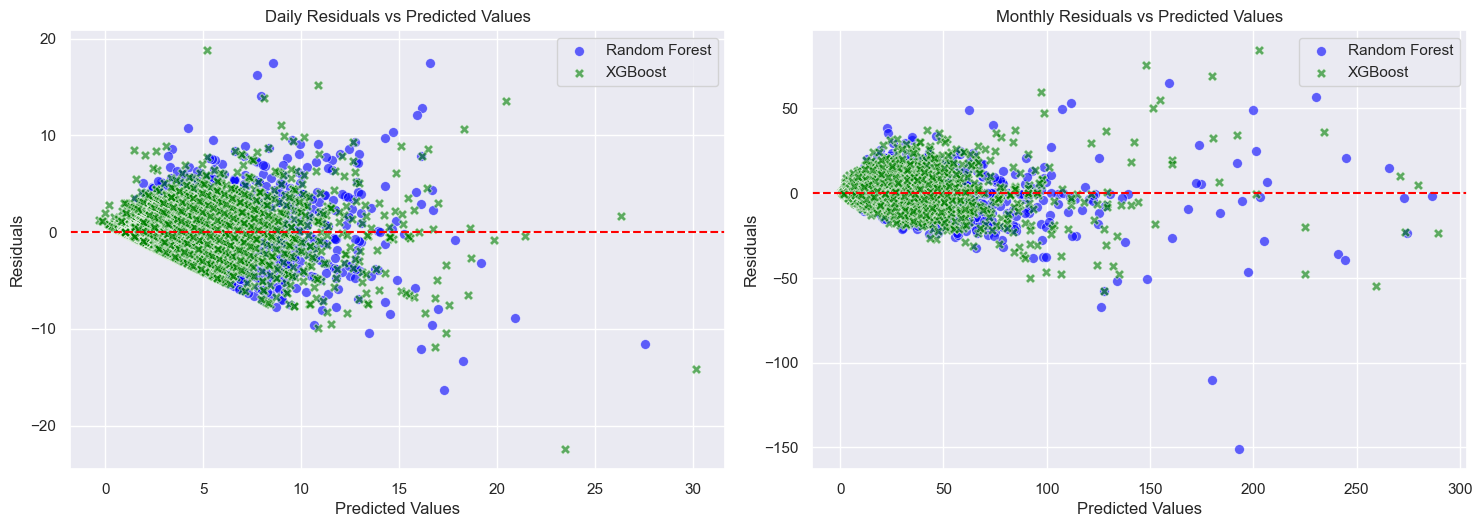 Daily Residuals vs Predicted Values
20
10
0
−10
−20
Residuals
Random Forest
XGBoost
0
5
10
15
20
25
30
Predicted Values
Monthly Residuals vs Predicted Values
50
0
−50
−100
−150
Residuals
Random Forest
XGBoost
0
50
100
150
200
250
300
Predicted Values